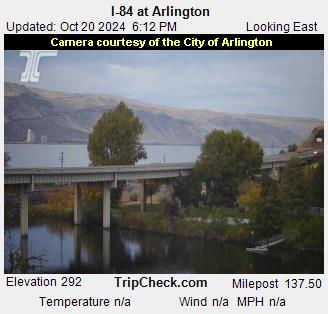 I-84 at Arlington
Updated: Oct 20 2024 6:12 PM Looking East
Camera courtesy of the City of Arlington
Elevation 292 TripCheck.com Milepost 137.50
Temperature n/a Wind n/a MPH n/a